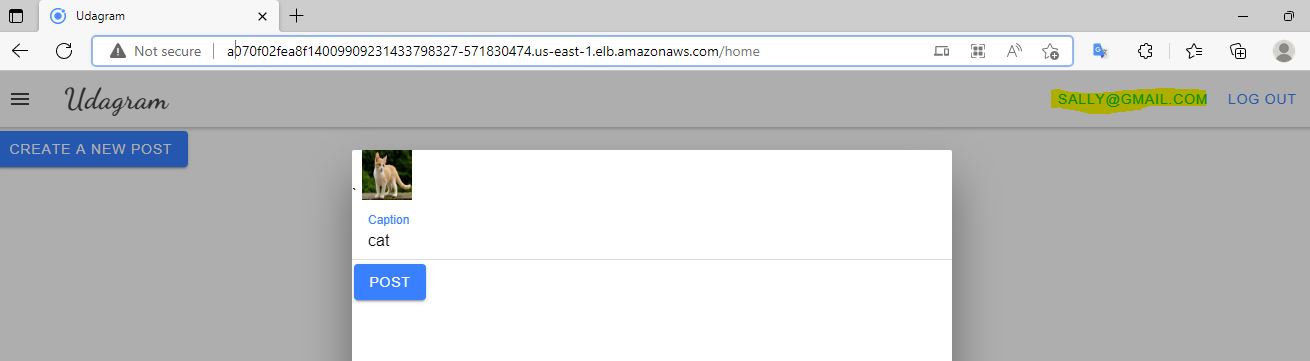 Udagram
Not secure a070f02fea8f14009909231433798327-571830474.us-east-1.elb.amazonaws.com/home
Udagram SALLY@GMAIL.COM LOG OUT
CREATE A NEW POST
Caption
cat
POST